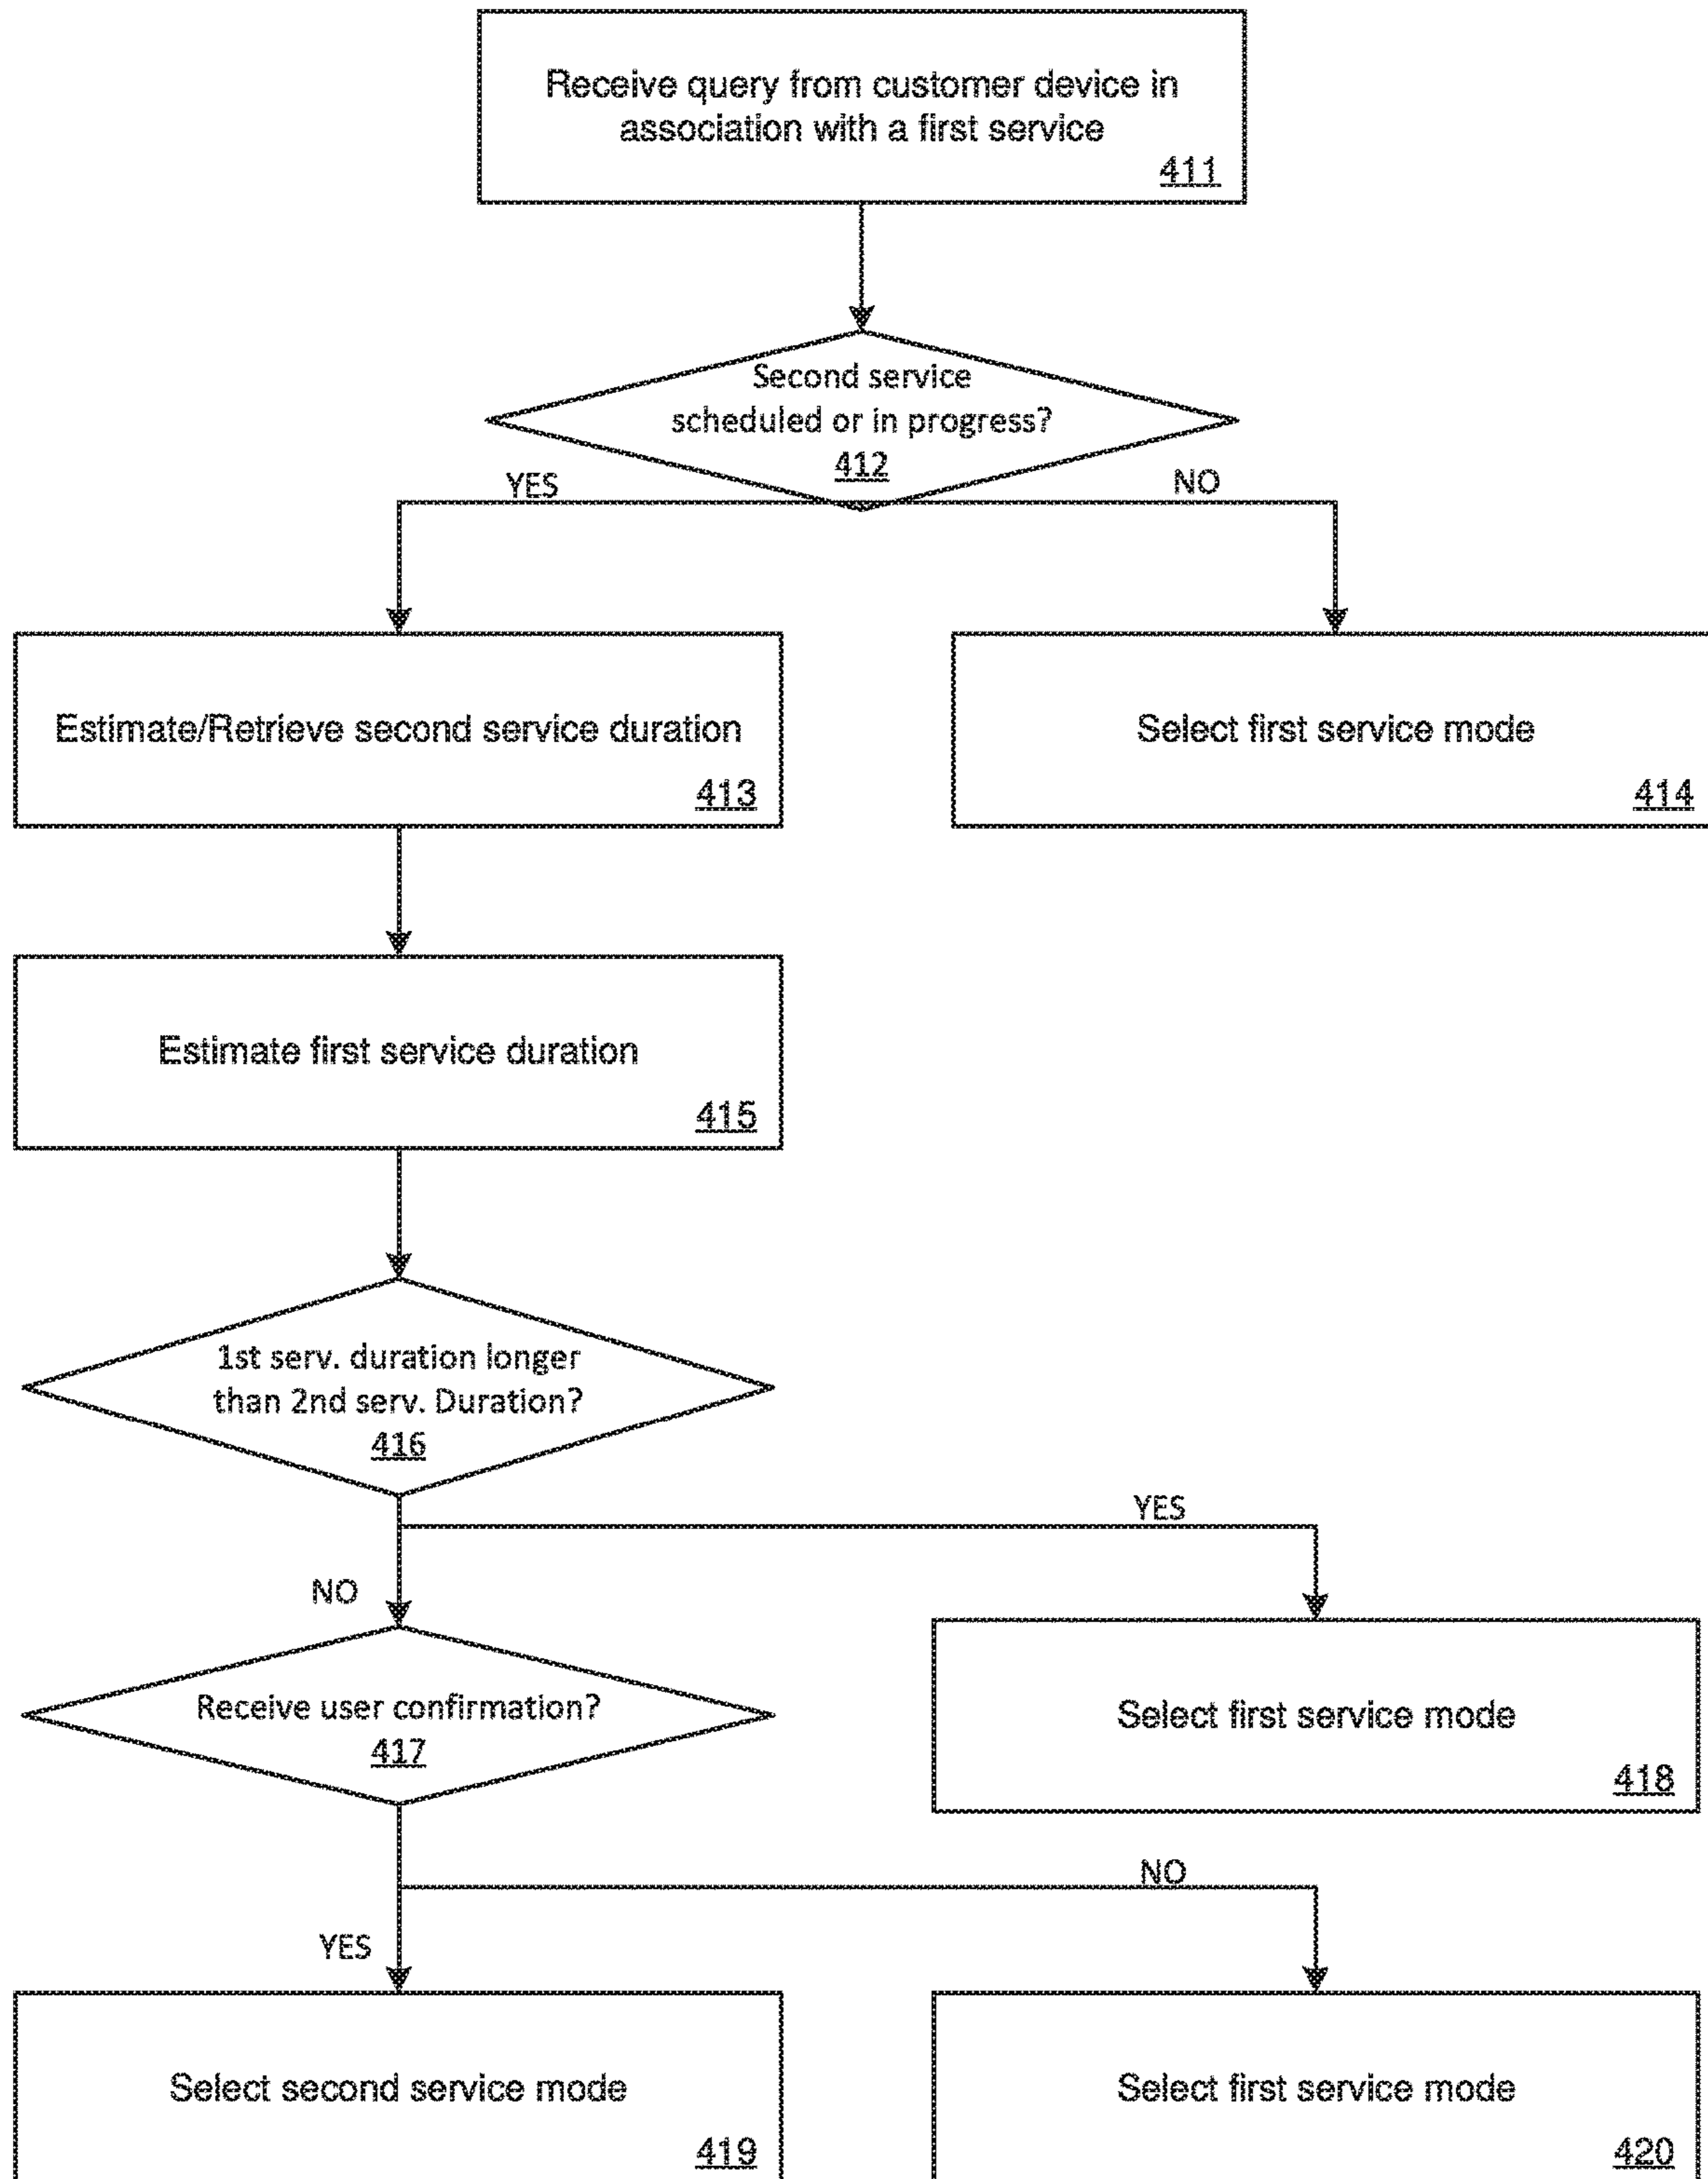 Receive query from customer device in
association with a first service
411
Second service
scheduled or in progress?
412
YES
NO
Estimate/Retrieve second service duration
413
Select first service mode
414
Estimate first service duration
415
1st serv. duration longer
than 2nd serv. Duration?
416
YES
NO
Receive user confirmation?
417
Select first service mode
418
NO
YES
Select second service mode
419
Select first service mode
420